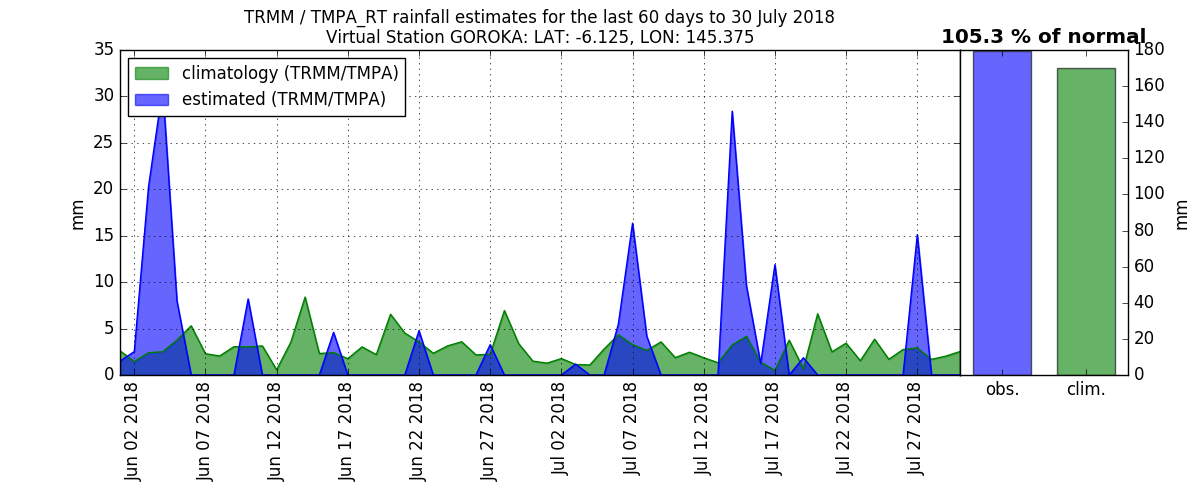 TRMM / TMPA_RT rainfall estimates for the last 60 days to 30 July 2018
Virtual Station GOROKA: LAT: -6.125, LON: 145.375
105.3 % of normal
climatology (TRMM/TMPA)
estimated (TRMM/TMPA)
35
30
25
20
15
10
5
0
mm
180
160
140
120
100
80
60
40
20
0
mm
obs.
clim.
Jun 02 2018
Jun 07 2018
Jun 12 2018
Jun 17 2018
Jun 22 2018
Jun 27 2018
Jul 02 2018
Jul 07 2018
Jul 12 2018
Jul 17 2018
Jul 22 2018
Jul 27 2018